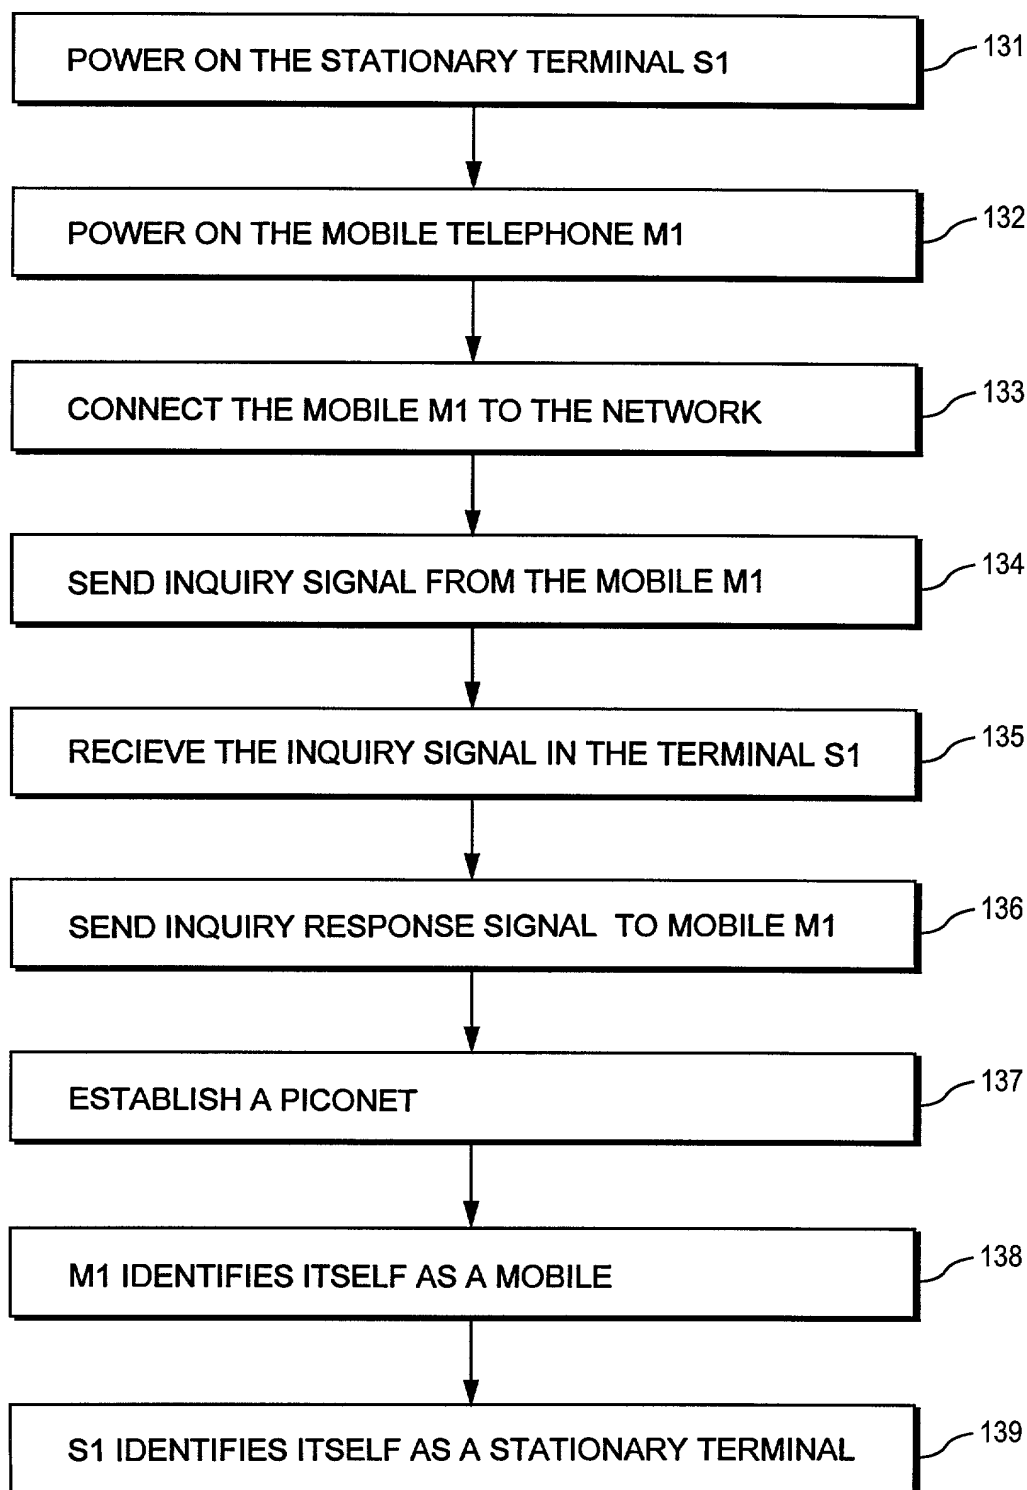 POWER ON THE STATIONARY TERMINAL S1
131
POWER ON THE MOBILE TELEPHONE M1
132
CONNECT THE MOBILE M1 TO THE NETWORK
133
SEND INQUIRY SIGNAL FROM THE MOBILE M1
134
RECIEVE THE INQUIRY SIGNAL IN THE TERMINAL S1
135
SEND INQUIRY RESPONSE SIGNAL TO MOBILE M1
136
ESTABLISH A PICONET
137
M1 IDENTIFIES ITSELF AS A MOBILE
138
S1 IDENTIFIES ITSELF AS A STATIONARY TERMINAL
139